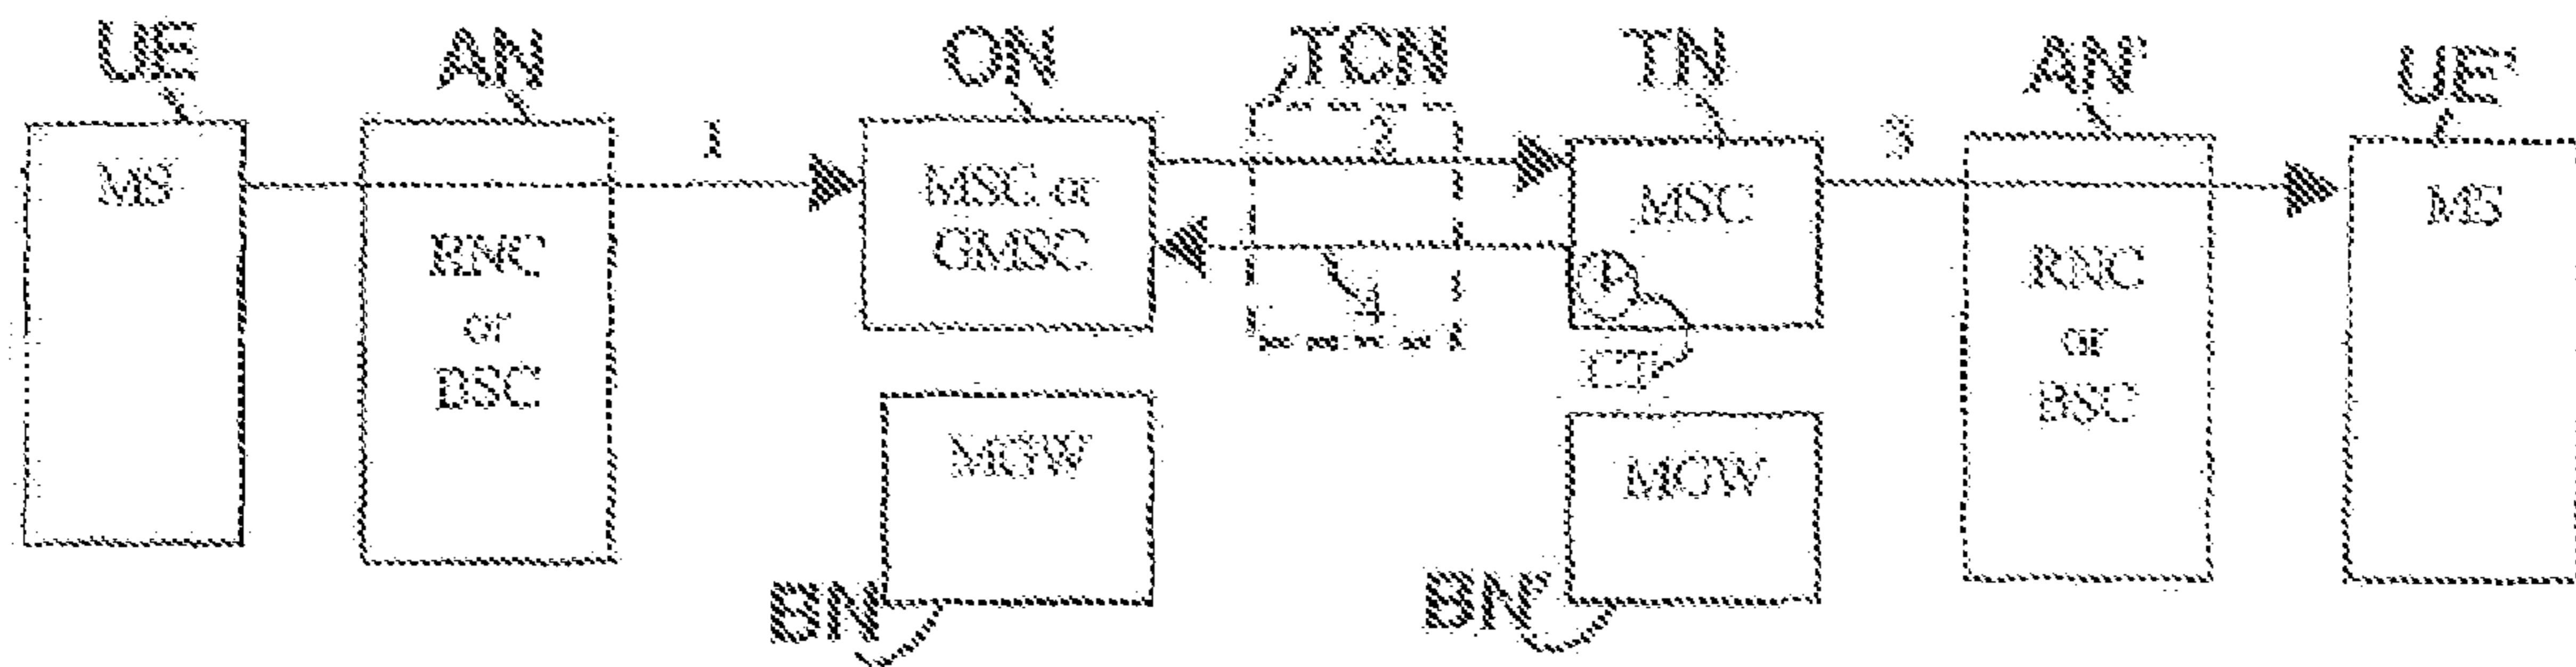 UE AN ON TCN TN AN' UE'
1 2 3
MS MSC or GMSC MSC MS
RNC or BSC
4
RNC or BSC
CT
MGW MGW
BN BN'